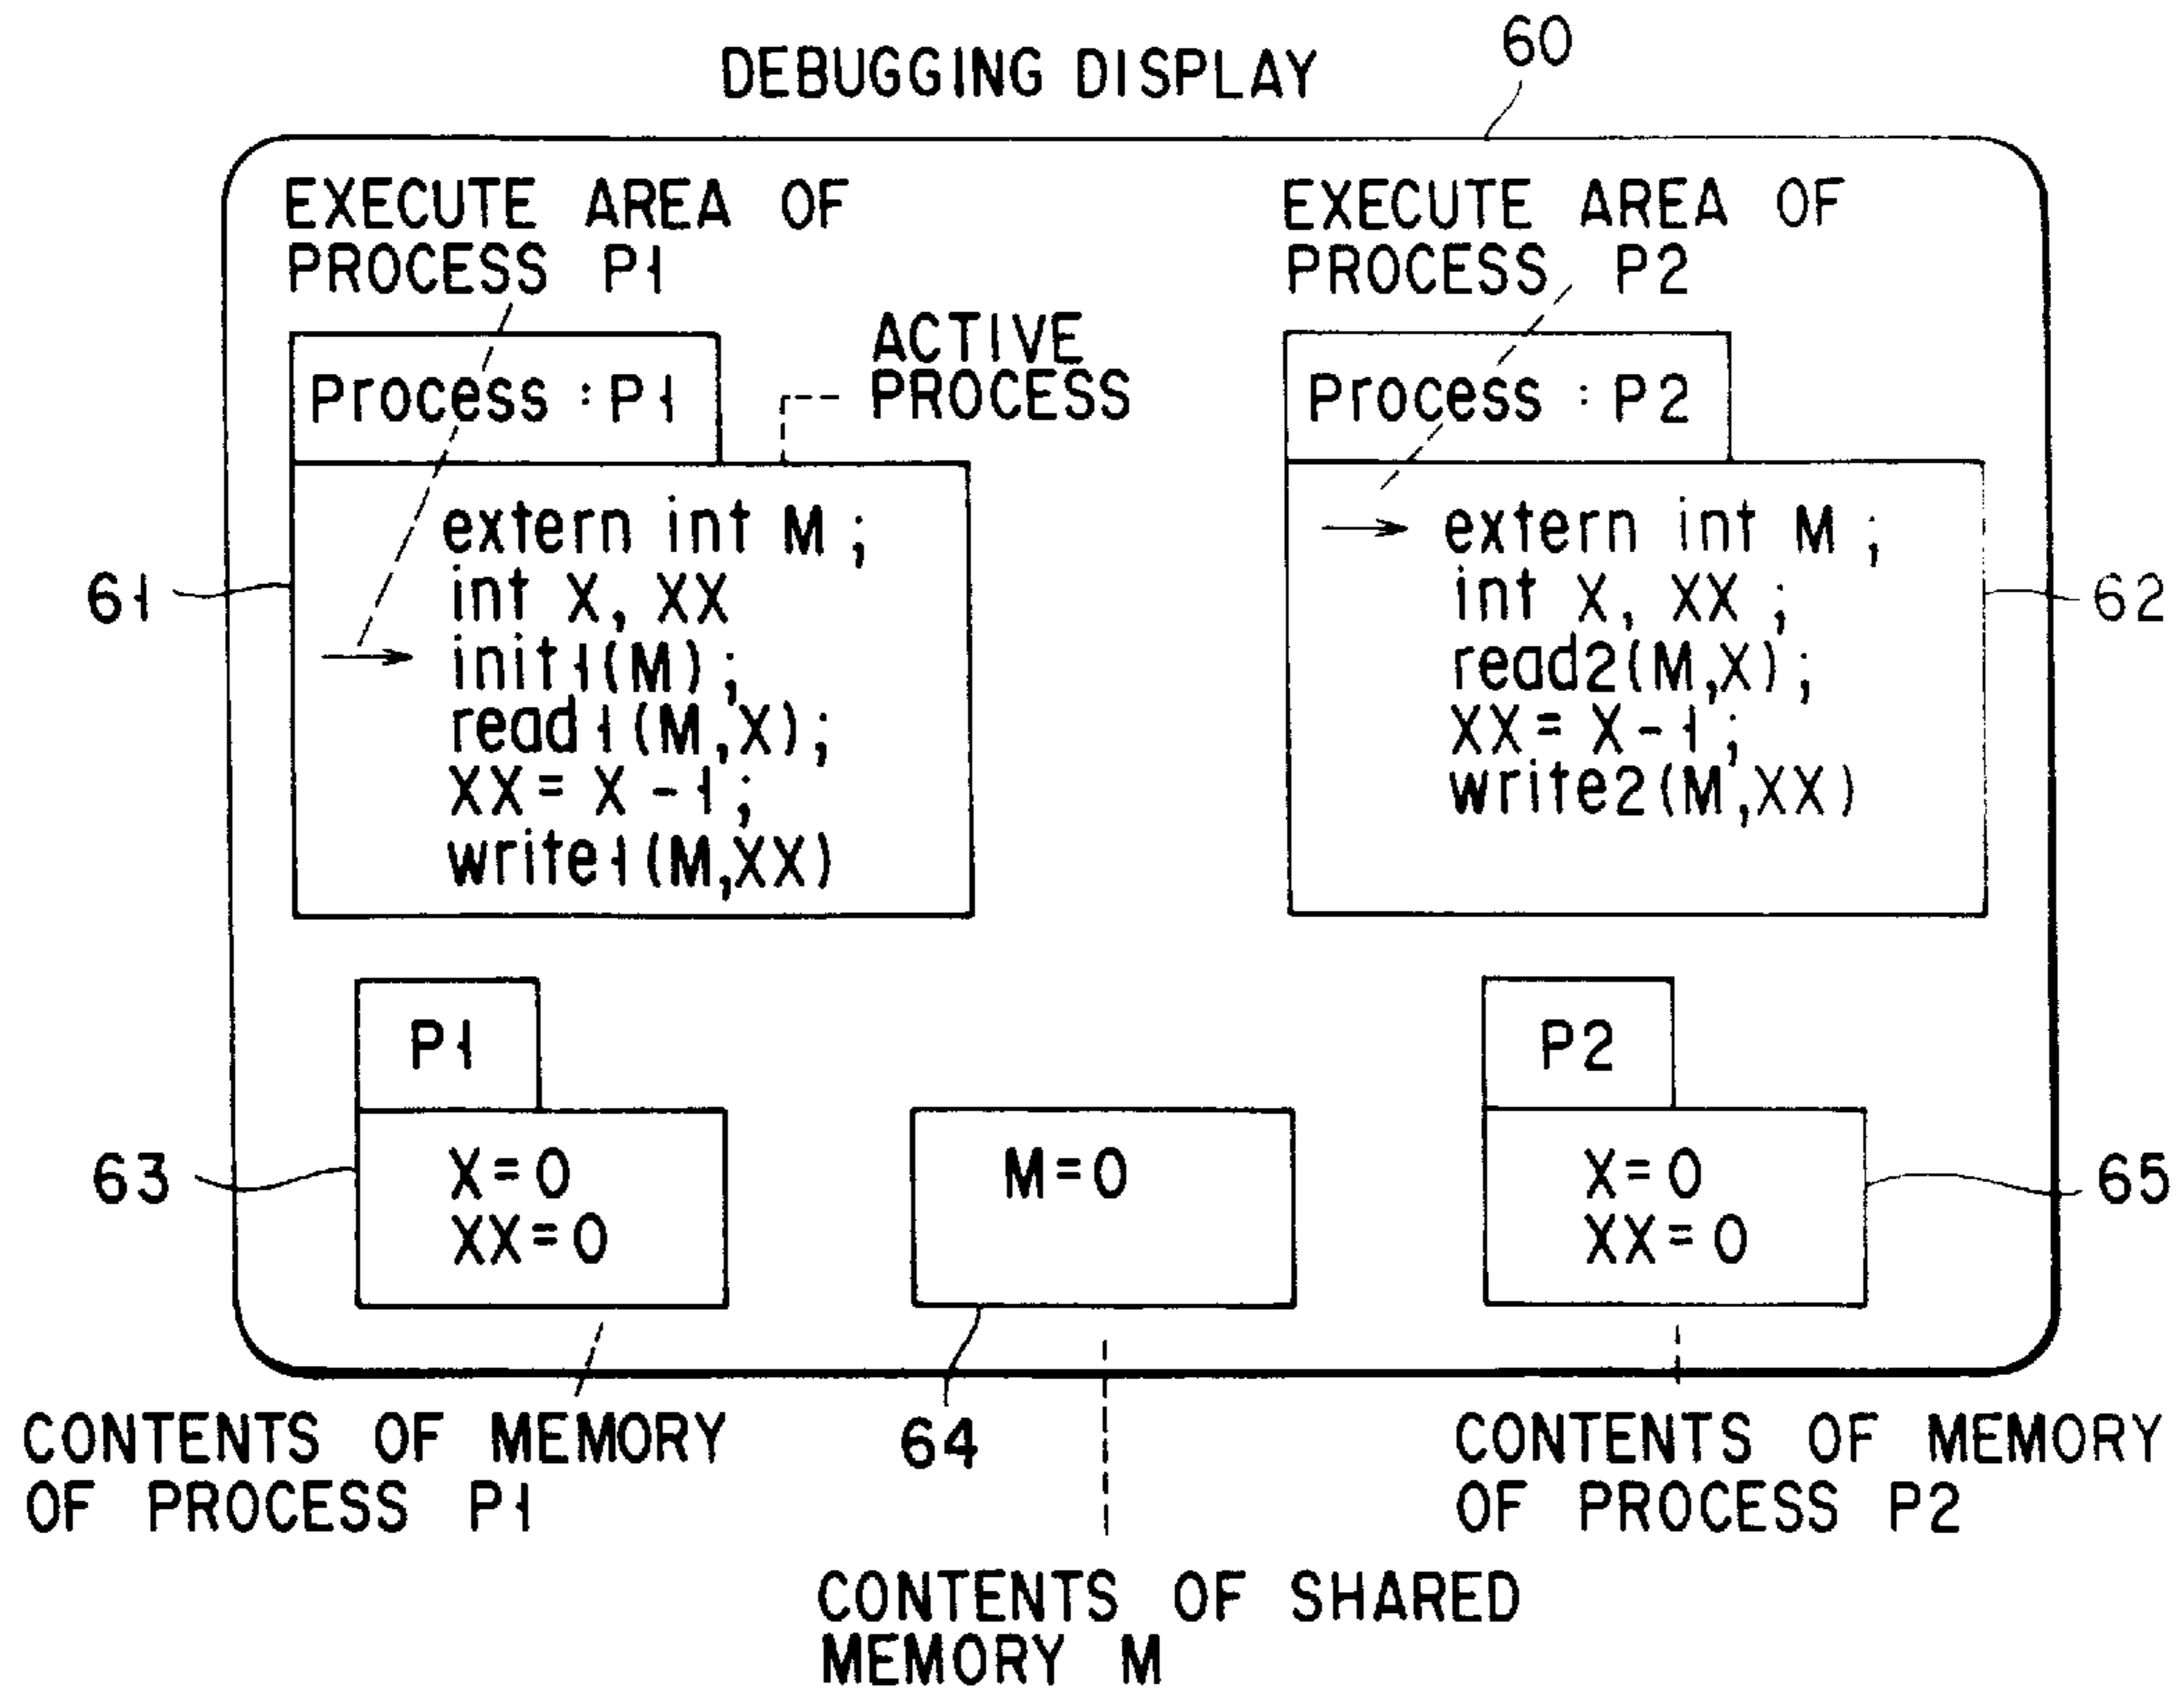 DEBUGGING DISPLAY
60
EXECUTE AREA OF
PROCESS P1
Process : P1
ACTIVE
PROCESS
61
extern int M ;
int X, XX
init1(M) ;
read1(M,X);
XX= X -1;
write1(M,XX)
EXECUTE AREA OF
PROCESS P2
Process : P2
62
extern int M ;
int X, XX ;
read2(M,X) ;
XX= X-1 ;
write2(M,XX)
P1
63
X=0
XX=0
M=0
64
P2
65
X=0
XX=0
CONTENTS OF MEMORY
OF PROCESS P1
CONTENTS OF SHARED
MEMORY M
CONTENTS OF MEMORY
OF PROCESS P2